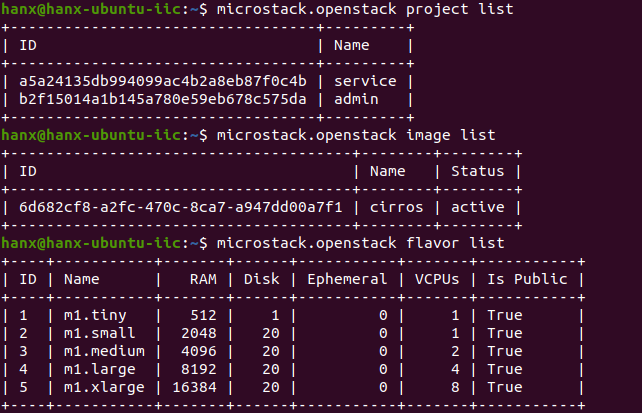 hanx@hanx-ubuntu-iic:~$ microstack.openstack project list
+----------------------------------+---------+
| ID                               | Name    |
+----------------------------------+---------+
| a5a24135db994099ac4b2a8eb87f0c4b | service |
| b2f15014a1b145a780e59eb678c575da | admin   |
+----------------------------------+---------+
hanx@hanx-ubuntu-iic:~$ microstack.openstack image list
+--------------------------------------+--------+--------+
| ID                                   | Name   | Status |
+--------------------------------------+--------+--------+
| 6d682cf8-a2fc-470c-8ca7-a947dd00a7f1 | cirros | active |
+--------------------------------------+--------+--------+
hanx@hanx-ubuntu-iic:~$ microstack.openstack flavor list
+----+-----------+-------+------+-----------+-------+-----------+
| ID | Name      |   RAM | Disk | Ephemeral | VCPUs | Is Public |
+----+-----------+-------+------+-----------+-------+-----------+
| 1  | m1.tiny   |   512 |    1 |         0 |     1 | True      |
| 2  | m1.small  |  2048 |   20 |         0 |     1 | True      |
| 3  | m1.medium |  4096 |   20 |         0 |     2 | True      |
| 4  | m1.large  |  8192 |   20 |         0 |     4 | True      |
| 5  | m1.xlarge | 16384 |   20 |         0 |     8 | True      |
+----+-----------+-------+------+-----------+-------+-----------+